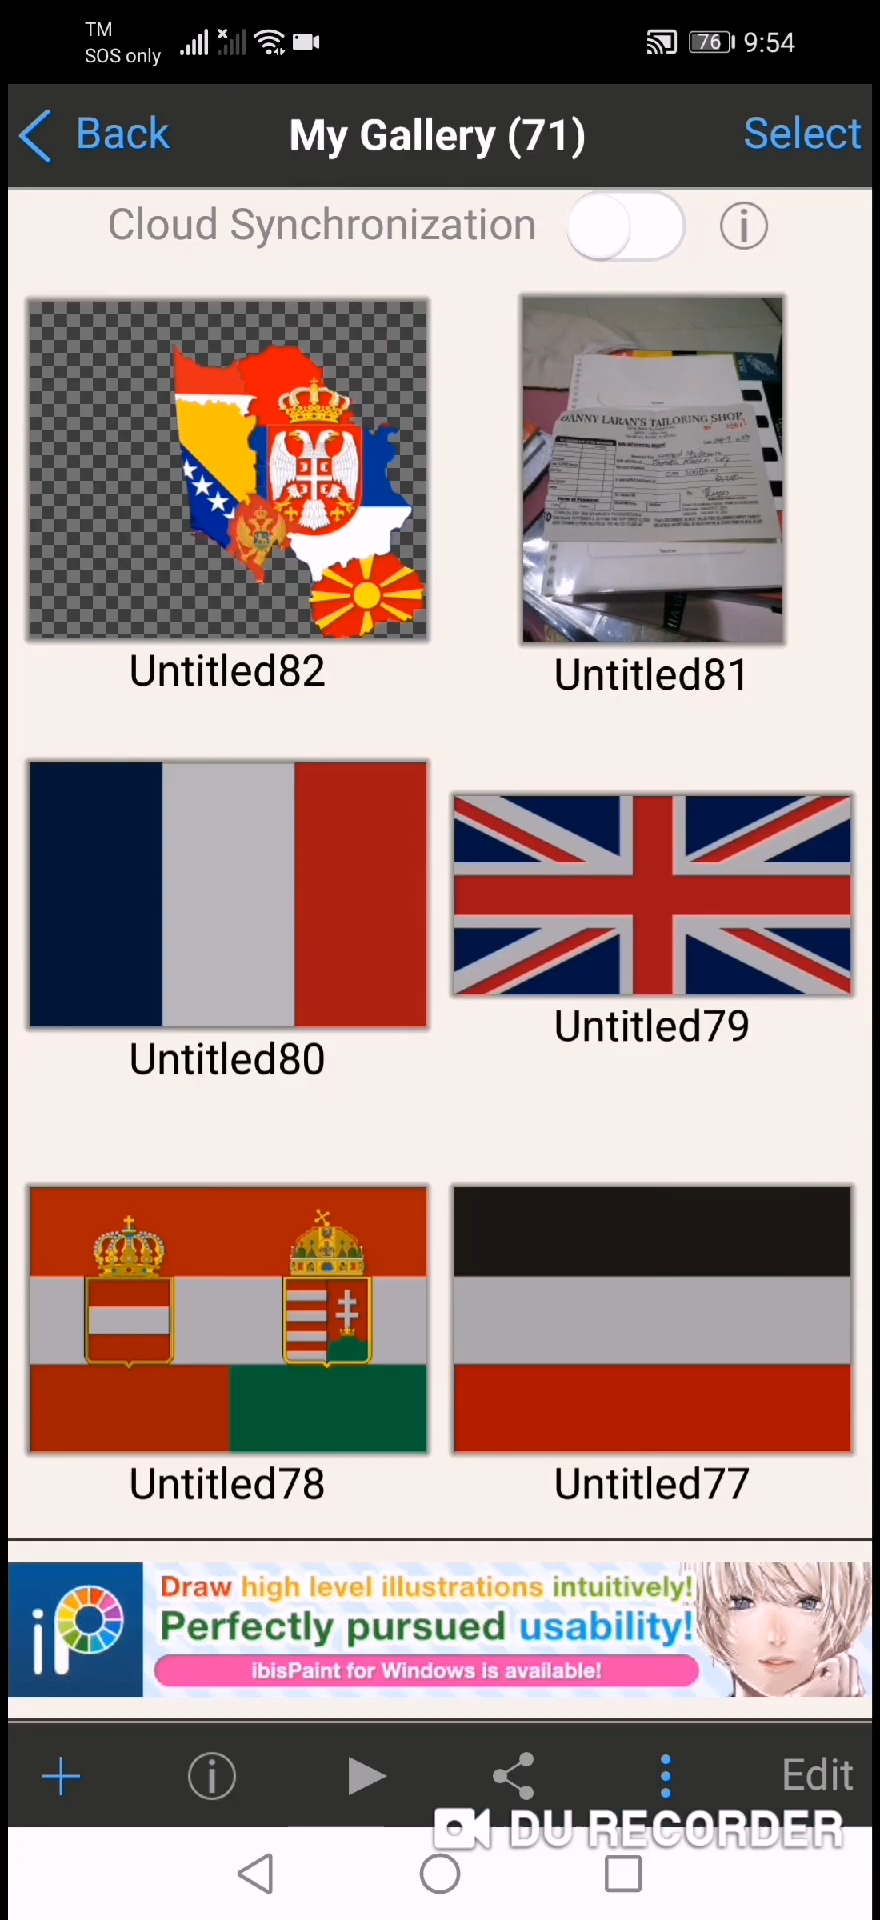 TM
SOS only
76
9:54
Back
My Gallery (71)
Select
Cloud Synchronization
i
DANNY LARAN'S TAILORING SHOP
Untitled82
Untitled81
Untitled80
Untitled79
Untitled78
Untitled77
iP
Draw high level illustrations intuitively!
Perfectly pursued usability!
ibisPaint for Windows is available!
i
Edit
DU RECORDER